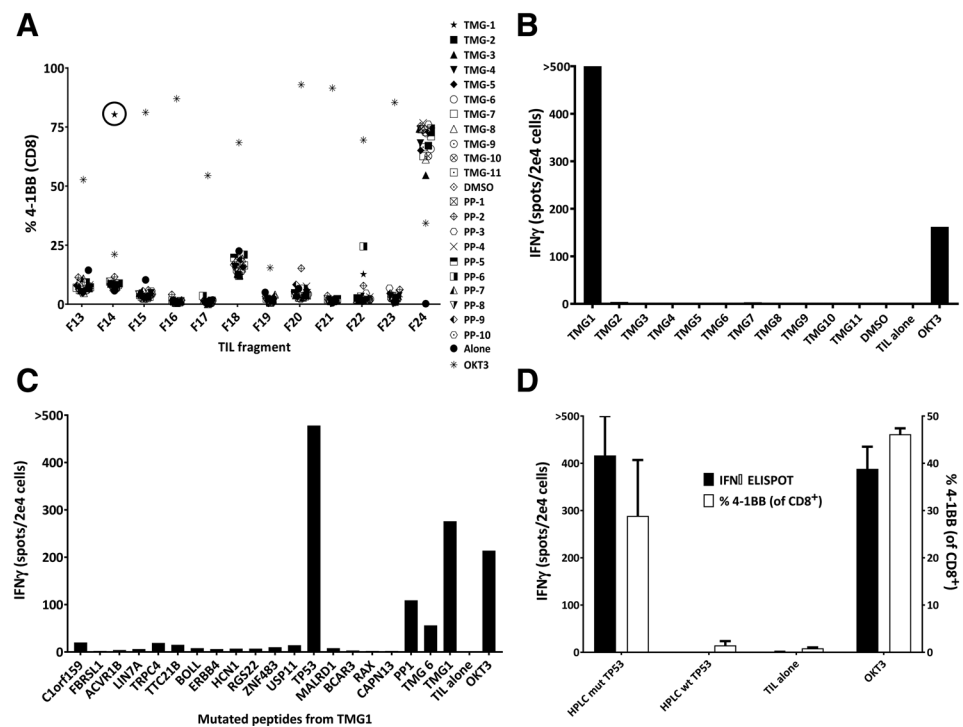 A
% 4-1BB (CD8)
100
75
50
25
0
F13 F14 F15 F16 F17 F18 F19 F20 F21 F22 F23 F24
TIL fragment
TMG-1
TMG-2
TMG-3
TMG-4
TMG-5
TMG-6
TMG-7
TMG-8
TMG-9
TMG-10
TMG-11
DMSO
PP-1
PP-2
PP-3
PP-4
PP-5
PP-6
PP-7
PP-8
PP-9
PP-10
Alone
OKT3
B
IFNγ (spots/2e4 cells)
>500
400
300
200
100
0
TMG1 TMG2 TMG3 TMG4 TMG5 TMG6 TMG7 TMG8 TMG9 TMG10 TMG11 DMSO TIL alone OKT3
C
IFNγ (spots/2e4 cells)
>500
400
300
200
100
0
C1orf159 FBRSL1 ACVR1B LIN7A TRPC4 TTC21B BOLL ERBB4 HCN1 RGS22 ZNF483 USP11 TP53 MALRD1 BCAR3 RAX CAPN13 PP1 TMG 6 TMG1 TIL alone OKT3
Mutated peptides from TMG1
D
IFNγ (spots/2e4 cells)
>500
400
300
200
100
0
IFN▯ ELISPOT
% 4-1BB (of CD8+)
50
40
30
20
10
0
% 4-1BB (of CD8+)
HPLC mut TP53 HPLC wt TP53 TIL alone OKT3